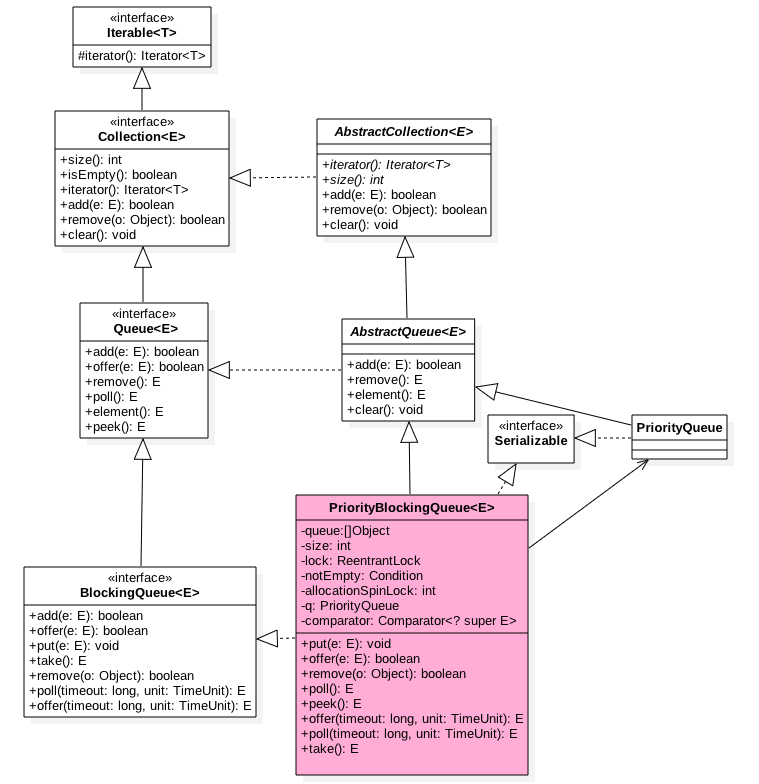 «interface»
Iterable<T>
#iterator(): Iterator<T>
«interface»
Collection<E>
+size(): int
+isEmpty(): boolean
+iterator(): Iterator<T>
+add(e: E): boolean
+remove(o: Object): boolean
+clear(): void
AbstractCollection<E>
+iterator(): Iterator<T>
+size(): int
+add(e: E): boolean
+remove(o: Object): boolean
+clear(): void
«interface»
Queue<E>
+add(e: E): boolean
+offer(e: E): boolean
+remove(): E
+poll(): E
+element(): E
+peek(): E
AbstractQueue<E>
+add(e: E): boolean
+remove(): E
+element(): E
+clear(): void
«interface»
Serializable
PriorityQueue
PriorityBlockingQueue<E>
-queue:[]Object
-size: int
-lock: ReentrantLock
-notEmpty: Condition
-allocationSpinLock: int
-q: PriorityQueue
-comparator: Comparator<? super E>
+put(e: E): void
+offer(e: E): boolean
+remove(o: Object): boolean
+poll(): E
+peek(): E
+offer(timeout: long, unit: TimeUnit): E
+poll(timeout: long, unit: TimeUnit): E
+take(): E
«interface»
BlockingQueue<E>
+add(e: E): boolean
+offer(e: E): boolean
+put(e: E): void
+take(): E
+remove(o: Object): boolean
+poll(timeout: long, unit: TimeUnit): E
+offer(timeout: long, unit: TimeUnit): E